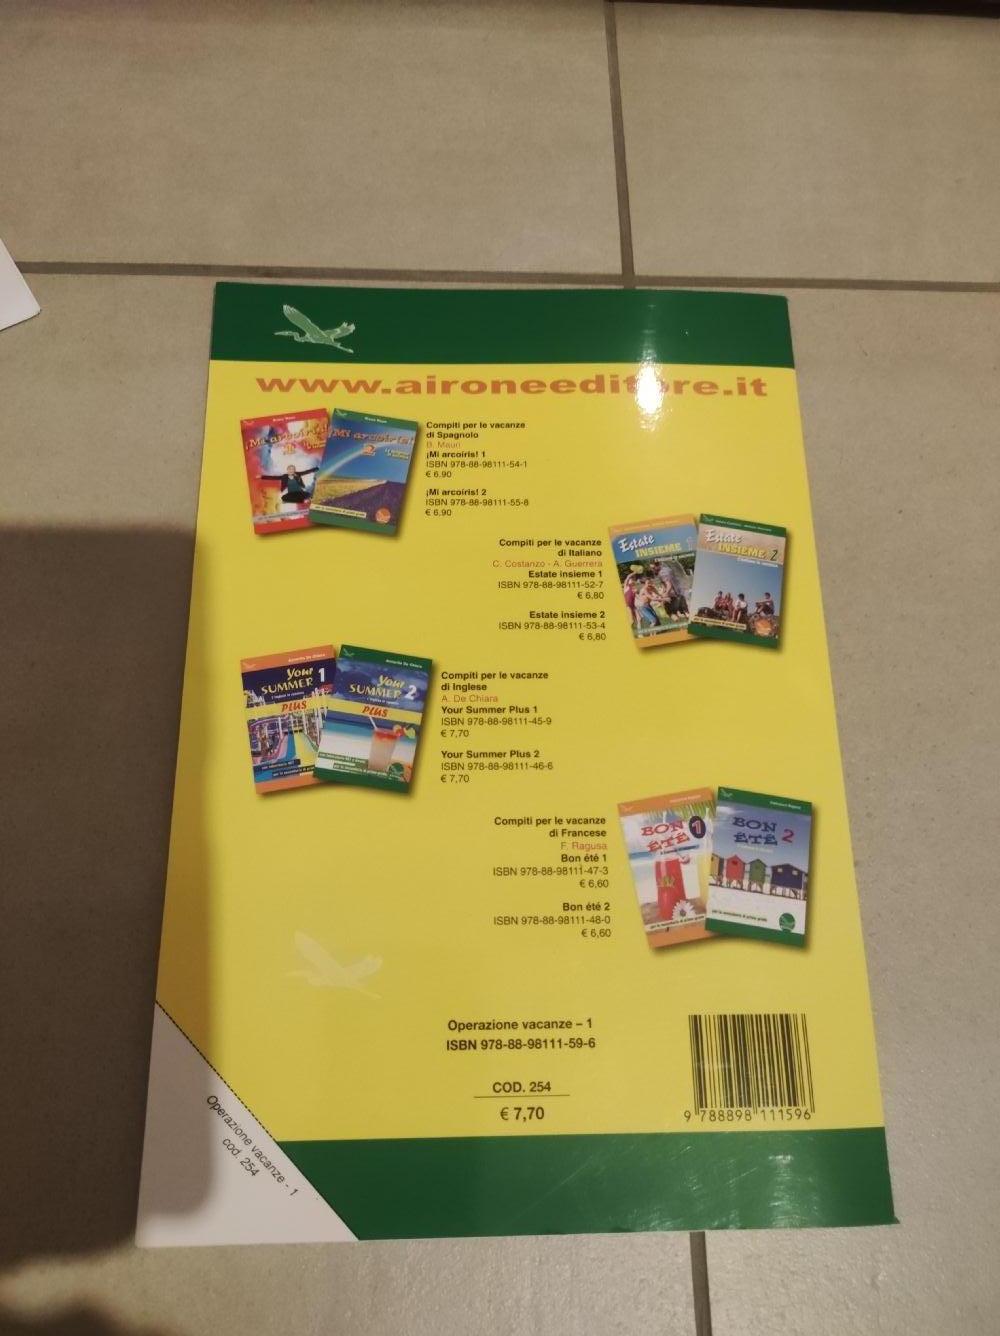 www.aironeeditore.it
Compiti per le vacanze
di Spagnolo
B. Mauri
¡Mi arcoíris! 1
ISBN 978-88-98111-54-1
€ 6,90
¡Mi arcoíris! 2
ISBN 978-88-98111-55-8
€ 6,90
¡Mi arcoíris!
¡Mi arcoíris!
2
Compiti per le vacanze
di Italiano
C. Costanzo - A. Guerrera
Estate insieme 1
ISBN 978-88-98111-52-7
€ 6,80
Estate insieme 2
ISBN 978-88-98111-53-4
€ 6,80
Estate
INSIEME
Estate
INSIEME 2
Your 1
SUMMER
PLUS
Your
SUMMER 2
PLUS
Compiti per le vacanze
di Inglese
A. De Chiara
Your Summer Plus 1
ISBN 978-88-98111-45-9
€ 7,70
Your Summer Plus 2
ISBN 978-88-98111-46-6
€ 7,70
Compiti per le vacanze
di Francese
F. Ragusa
Bon été 1
ISBN 978-88-98111-47-3
€ 6,60
Bon été 2
ISBN 978-88-98111-48-0
€ 6,60
BON 1
ÉTÉ
BON 2
ÉTÉ
Operazione vacanze – 1
ISBN 978-88-98111-59-6
COD. 254
€ 7,70
9 788898 111596
Operazione vacanze - 1
cod. 254